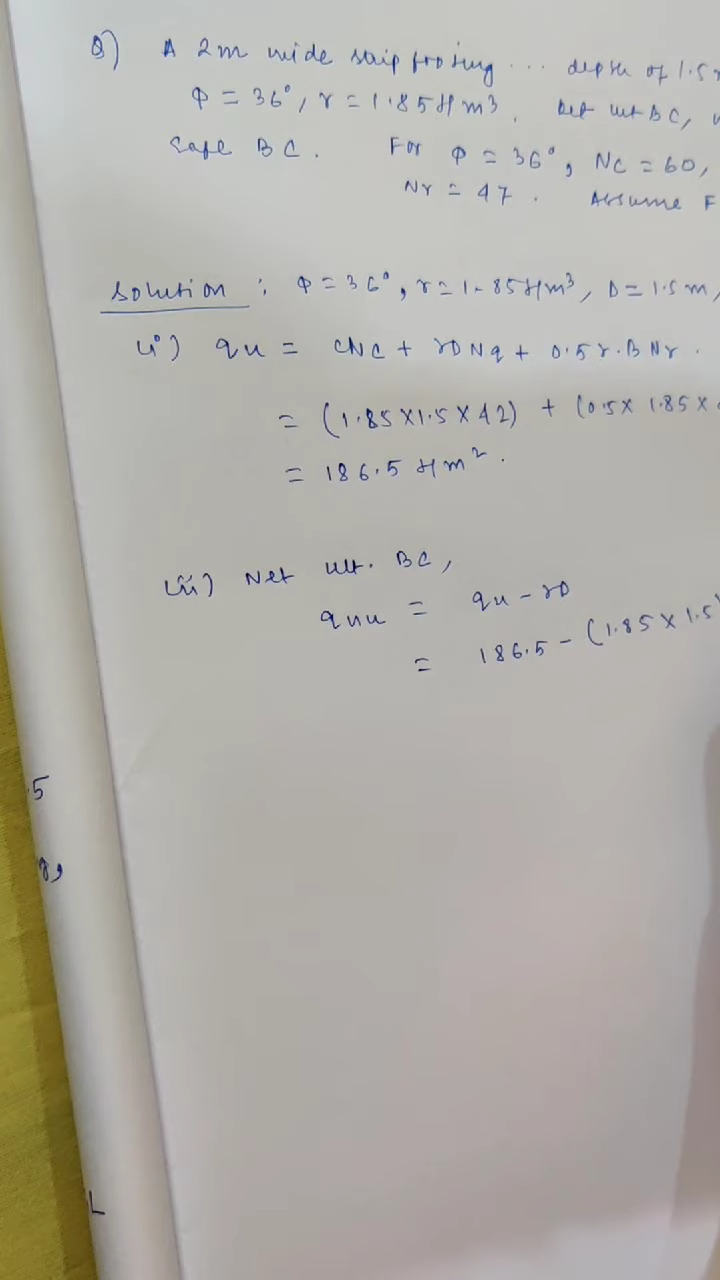 Q) A 2m wide strip footing ... depth of 1.5
φ = 36°, r = 1.85 t/m3. Det ult BC,
Safe BC. For φ = 36°, Nc = 60,
Nr = 47. Assume F
Solution : φ = 36°, r = 1.85 t/m3, D = 1.5 m,
(i) qu = cNc + rDNq + 0.5 r.B Nr.
= (1.85 X 1.5 X 42) + (0.5 X 1.85 X
= 186.5 t/m2.
(ii) Net ult. BC,
qnu = qu - rD
= 186.5 - (1.85 X 1.5)
5
8,
L